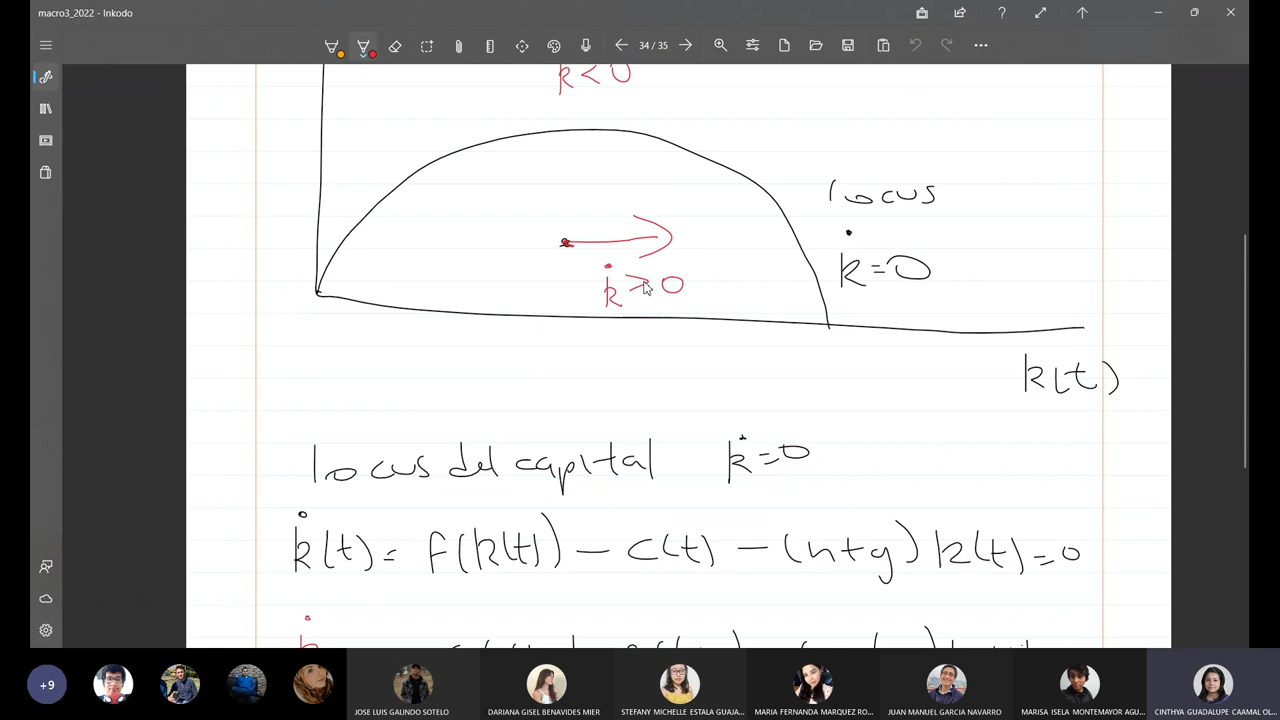 macro3_2022 - Inkodo
34 / 35
k̇ < 0
locus
k̇ = 0
k̇ > 0
k(t)
locus del capital k̇ = 0
k̇(t) = f(k(t)) - c(t) - (n+g) k(t) = 0
+9
JOSE LUIS GALINDO SOTELO
DARIANA GISEL BENAVIDES MIER
STEFANY MICHELLE ESTALA GUAJA...
MARIA FERNANDA MARQUEZ RO...
JUAN MANUEL GARCIA NAVARRO
MARISA ISELA MONTEMAYOR AGU...
CINTHYA GUADALUPE CAAMAL OL...